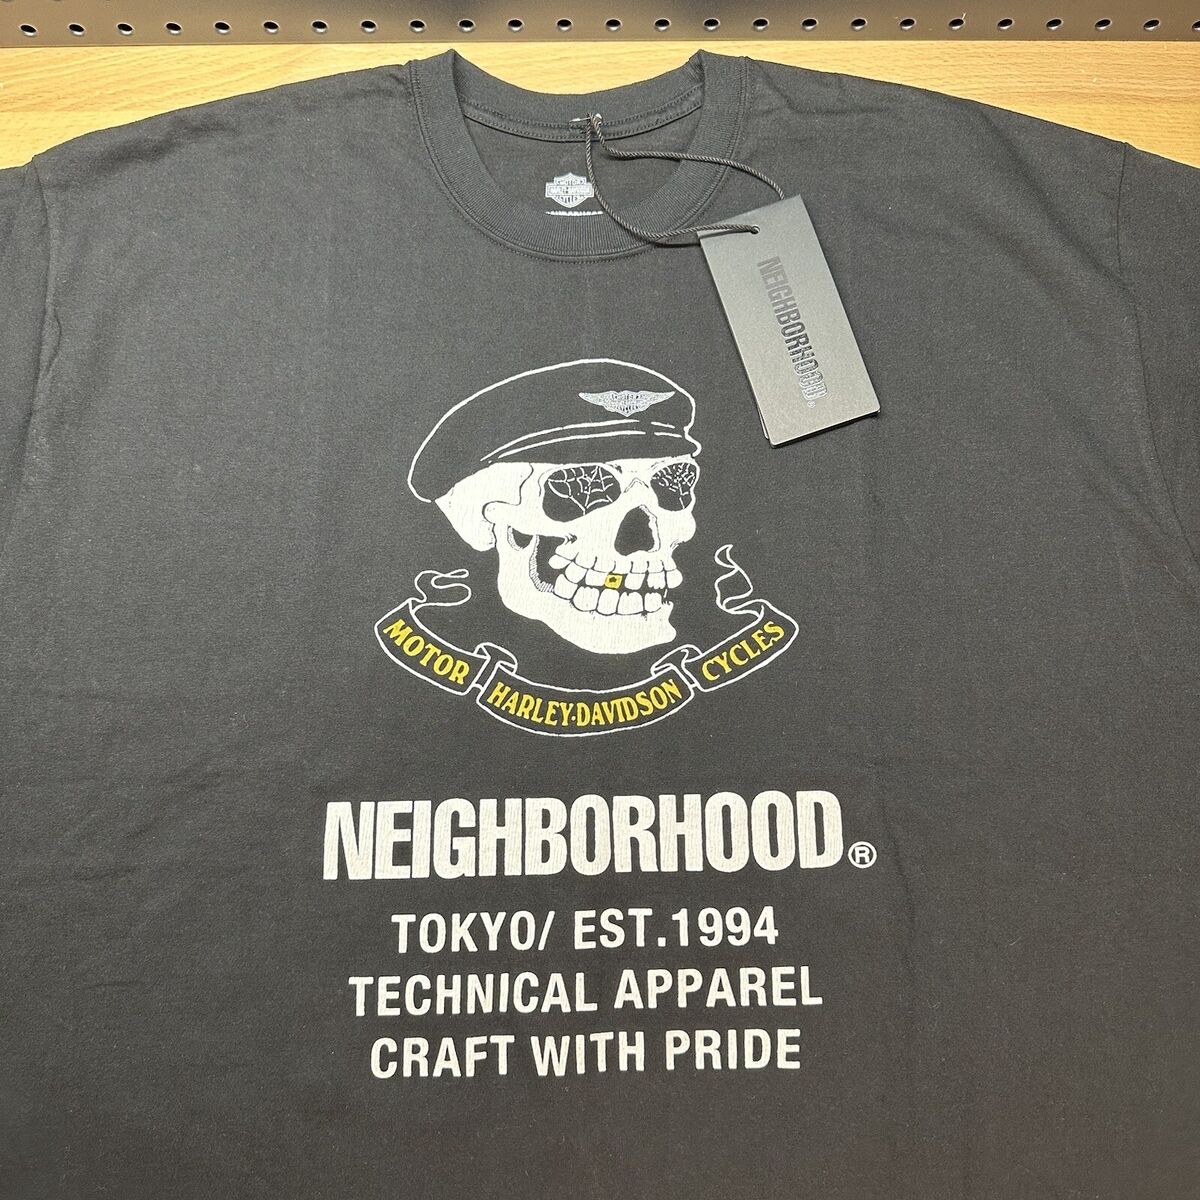 NEIGHBORHOOD®
MOTOR HARLEY-DAVIDSON CYCLES
NEIGHBORHOOD®
TOKYO/ EST.1994
TECHNICAL APPAREL
CRAFT WITH PRIDE